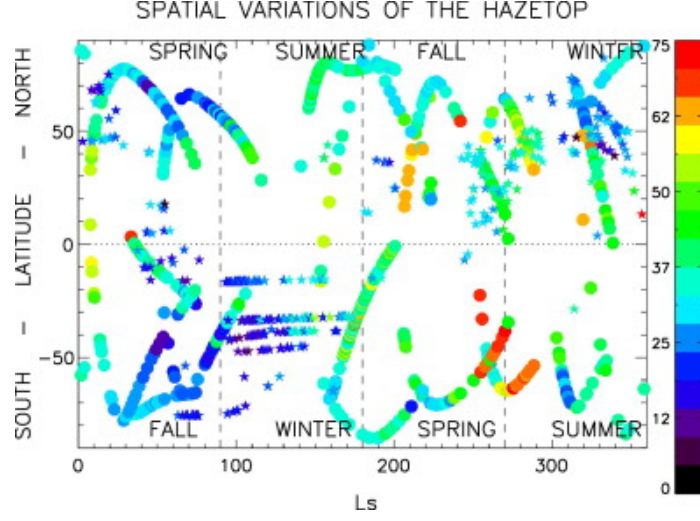 SPATIAL VARIATIONS OF THE HAZETOP
SPRING SUMMER FALL WINTER
SOUTH — LATITUDE — NORTH
50
0
−50
FALL WINTER SPRING SUMMER
0 100 200 300
Ls
75
62
50
37
25
12
0